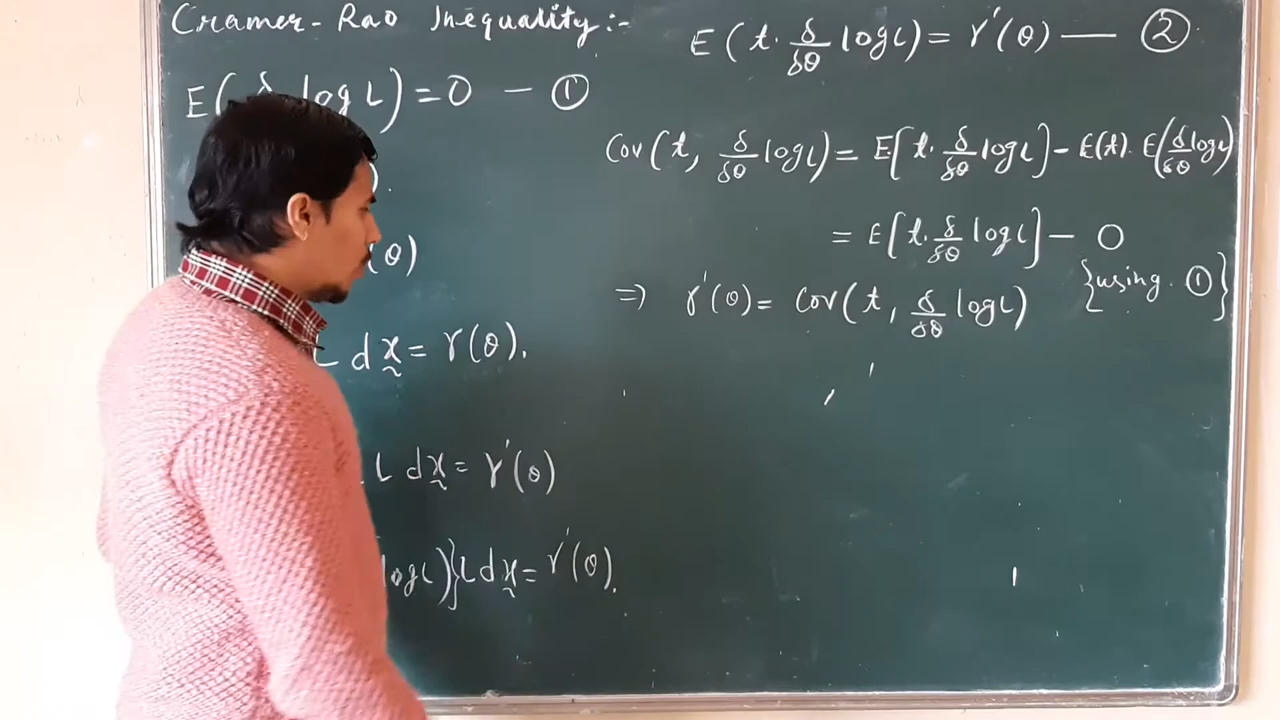 Cramer-Rao Inequality:-
E( δ log L) = 0 — ①
(θ)
L dx̰ = γ(θ).
L dx̰ = γ'(θ)
log L)}L dx̰ = γ'(θ).
E(t. δ/δθ log L) = γ'(θ) — ②
Cov(t, δ/δθ log L) = E[t. δ/δθ log L] - E(t). E(δ/δθ log L)
= E[t. δ/δθ log L] — 0
{using ①}
⇒ γ'(θ) = Cov(t, δ/δθ log L)